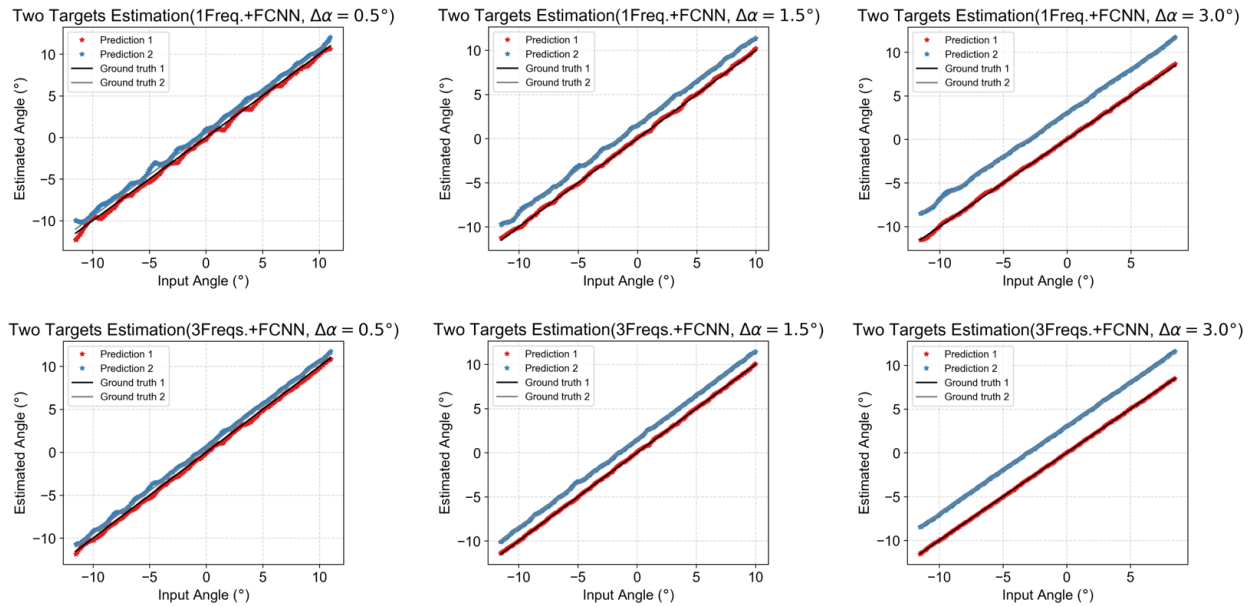 Two Targets Estimation(1Freq.+FCNN, Δα = 0.5°)
Prediction 1
Prediction 2
Ground truth 1
Ground truth 2
10
5
0
−5
−10
Estimated Angle (°)
−10 −5 0 5 10
Input Angle (°)
Two Targets Estimation(1Freq.+FCNN, Δα = 1.5°)
Prediction 1
Prediction 2
Ground truth 1
Ground truth 2
10
5
0
−5
−10
Estimated Angle (°)
−10 −5 0 5 10
Input Angle (°)
Two Targets Estimation(1Freq.+FCNN, Δα = 3.0°)
Prediction 1
Prediction 2
Ground truth 1
Ground truth 2
10
5
0
−5
−10
Estimated Angle (°)
−10 −5 0 5
Input Angle (°)
Two Targets Estimation(3Freqs.+FCNN, Δα = 0.5°)
Prediction 1
Prediction 2
Ground truth 1
Ground truth 2
10
5
0
−5
−10
Estimated Angle (°)
−10 −5 0 5 10
Input Angle (°)
Two Targets Estimation(3Freqs.+FCNN, Δα = 1.5°)
Prediction 1
Prediction 2
Ground truth 1
Ground truth 2
10
5
0
−5
−10
Estimated Angle (°)
−10 −5 0 5 10
Input Angle (°)
Two Targets Estimation(3Freqs.+FCNN, Δα = 3.0°)
Prediction 1
Prediction 2
Ground truth 1
Ground truth 2
10
5
0
−5
−10
Estimated Angle (°)
−10 −5 0 5
Input Angle (°)